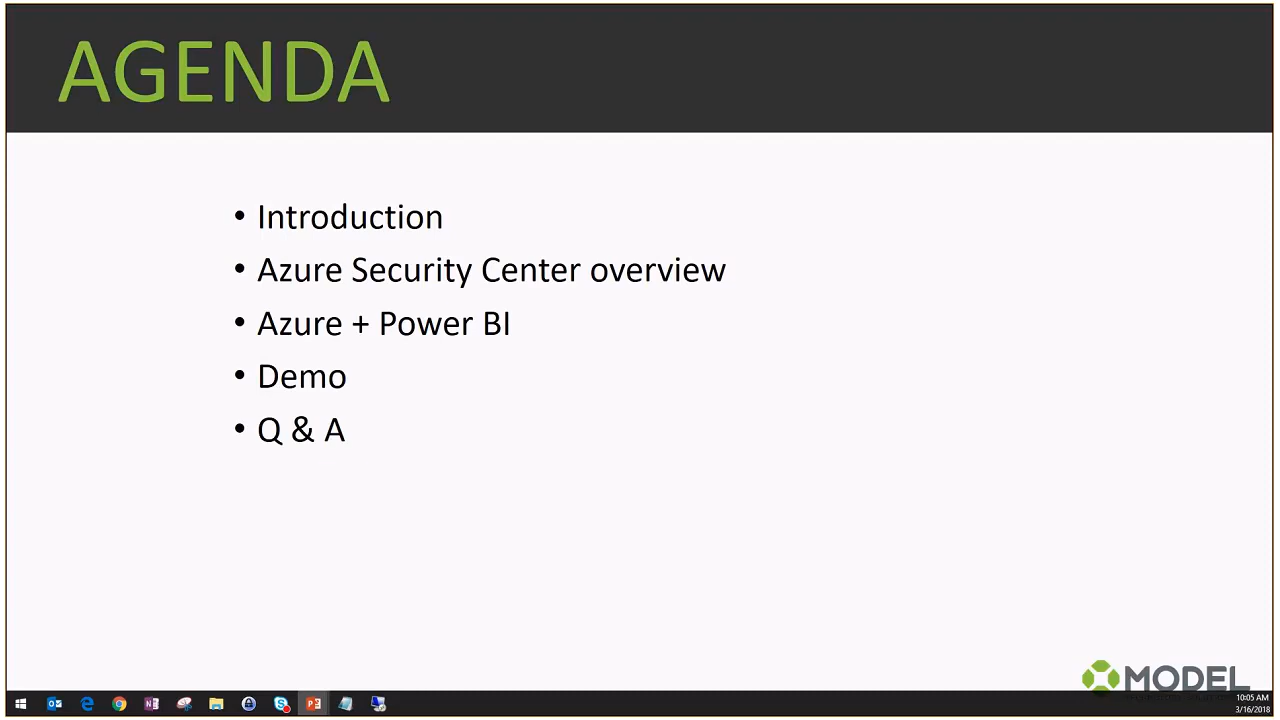 AGENDA
• Introduction
• Azure Security Center overview
• Azure + Power BI
• Demo
• Q & A
MODEL
10:05 AM
3/16/2018